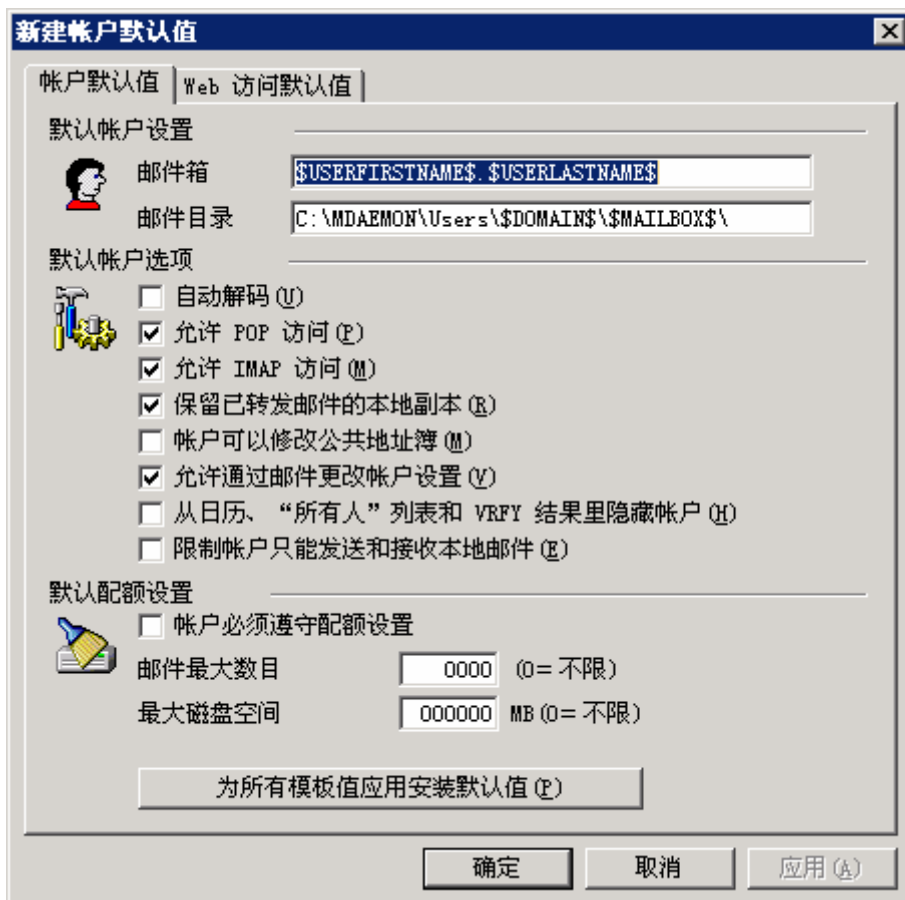 新建帐户默认值
帐户默认值 Web 访问默认值
默认帐户设置
邮件箱 $USERFIRSTNAME$.$USERLASTNAME$
邮件目录 C:\MDAEMON\Users\$DOMAIN$\$MAILBOX$\
默认帐户选项
自动解码(U)
允许 POP 访问(P)
允许 IMAP 访问(M)
保留已转发邮件的本地副本(R)
帐户可以修改公共地址簿(M)
允许通过邮件更改帐户设置(V)
从日历、“所有人”列表和 VRFY 结果里隐藏帐户(H)
限制帐户只能发送和接收本地邮件(E)
默认配额设置
帐户必须遵守配额设置
邮件最大数目 0000 (0=不限)
最大磁盘空间 000000 MB(0=不限)
为所有模板值应用安装默认值(P)
确定 取消 应用(A)